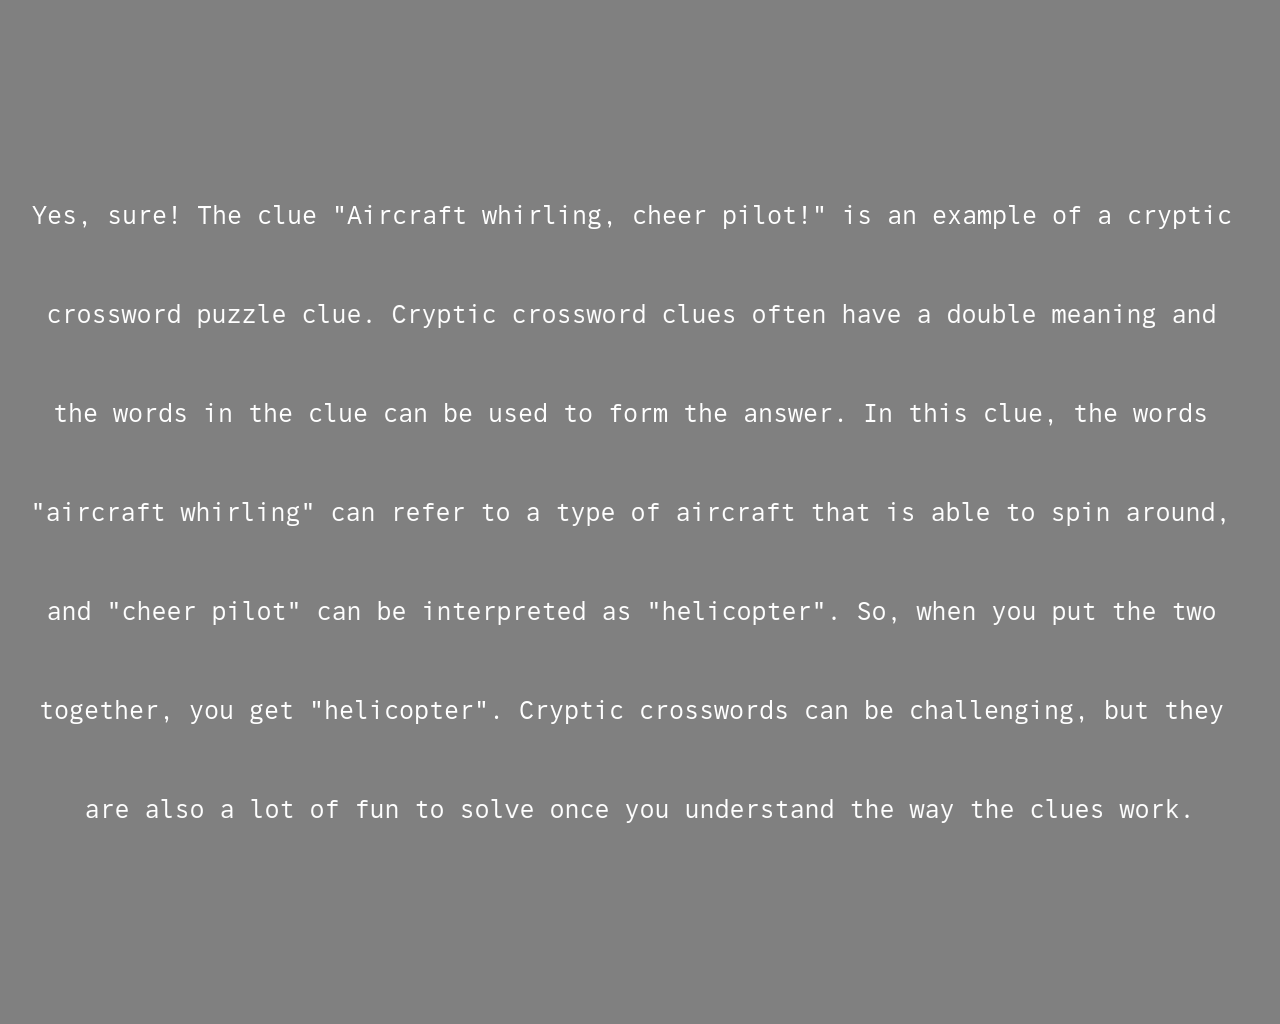 Yes, sure! The clue "Aircraft whirling, cheer pilot!" is an example of a cryptic
crossword puzzle clue. Cryptic crossword clues often have a double meaning and
the words in the clue can be used to form the answer. In this clue, the words
"aircraft whirling" can refer to a type of aircraft that is able to spin around,
and "cheer pilot" can be interpreted as "helicopter". So, when you put the two
together, you get "helicopter". Cryptic crosswords can be challenging, but they
are also a lot of fun to solve once you understand the way the clues work.